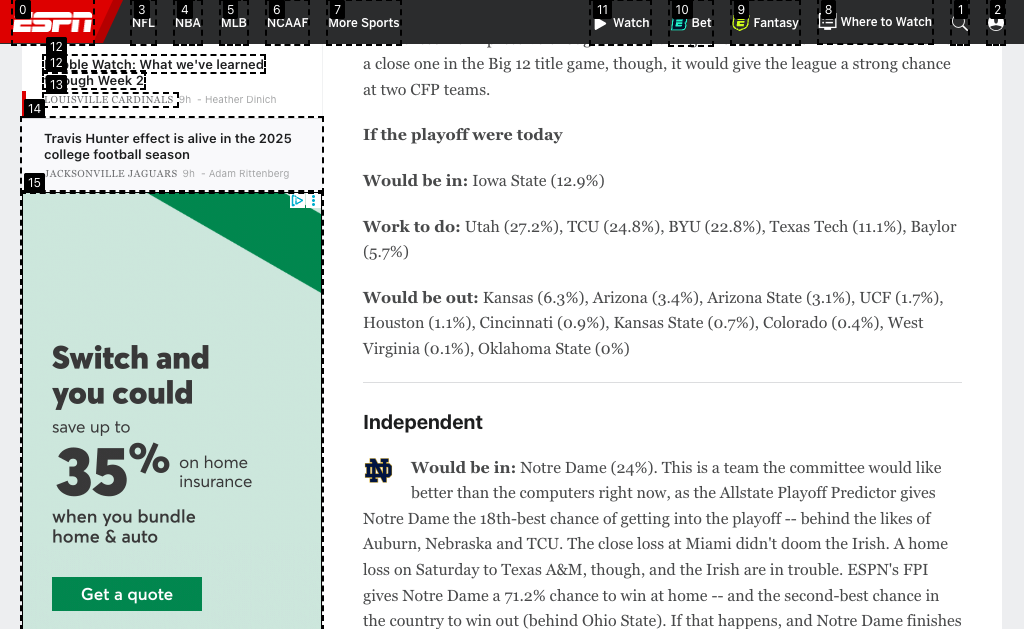 ESPN
NFL
NBA
MLB
NCAAF
More Sports
Watch
Bet
Fantasy
Where to Watch
0
3
4
5
6
7
11
10
9
8
1
2
12
12
13
14
15
Watch: What we've learned
Week 2
LOUISVILLE CARDINALS 9h - Heather Dinich
Travis Hunter effect is alive in the 2025
college football season
JACKSONVILLE JAGUARS 9h - Adam Rittenberg
Switch and
you could
save up to
35% on home
insurance
when you bundle
home & auto
Get a quote
a close one in the Big 12 title game, though, it would give the league a strong chance
at two CFP teams.
If the playoff were today
Would be in: Iowa State (12.9%)
Work to do: Utah (27.2%), TCU (24.8%), BYU (22.8%), Texas Tech (11.1%), Baylor
(5.7%)
Would be out: Kansas (6.3%), Arizona (3.4%), Arizona State (3.1%), UCF (1.7%),
Houston (1.1%), Cincinnati (0.9%), Kansas State (0.7%), Colorado (0.4%), West
Virginia (0.1%), Oklahoma State (0%)
Independent
Would be in: Notre Dame (24%). This is a team the committee would like
better than the computers right now, as the Allstate Playoff Predictor gives
Notre Dame the 18th-best chance of getting into the playoff -- behind the likes of
Auburn, Nebraska and TCU. The close loss at Miami didn't doom the Irish. A home
loss on Saturday to Texas A&M, though, and the Irish are in trouble. ESPN's FPI
gives Notre Dame a 71.2% chance to win at home -- and the second-best chance in
the country to win out (behind Ohio State). If that happens, and Notre Dame finishes